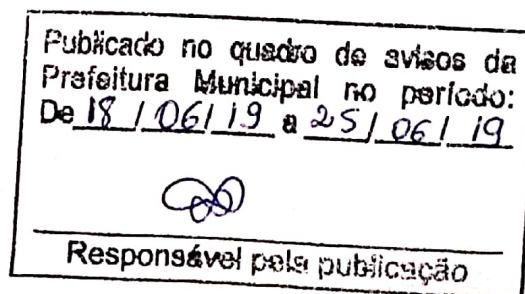 Publicado no quadro de avisos da
Prefeitura Municipal no período:
De 18 / 06 / 19 a 25 / 06 / 19
Responsável pela publicação